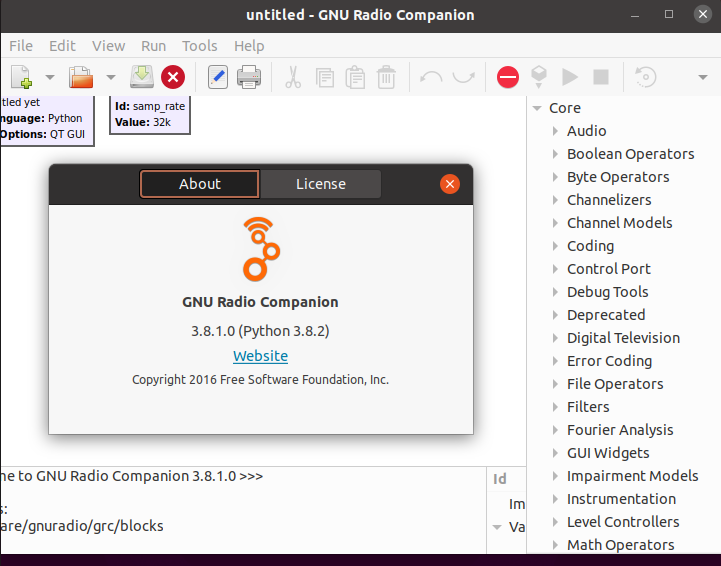 untitled - GNU Radio Companion
File Edit View Run Tools Help
tled yet
nguage: Python
Options: QT GUI
Id: samp_rate
Value: 32k
About License
GNU Radio Companion
3.8.1.0 (Python 3.8.2)
Website
Copyright 2016 Free Software Foundation, Inc.
Core
Audio
Boolean Operators
Byte Operators
Channelizers
Channel Models
Coding
Control Port
Debug Tools
Deprecated
Digital Television
Error Coding
File Operators
Filters
Fourier Analysis
GUI Widgets
Impairment Models
Instrumentation
Level Controllers
Math Operators
ne to GNU Radio Companion 3.8.1.0 >>>
s:
are/gnuradio/grc/blocks
Id
Im
Va